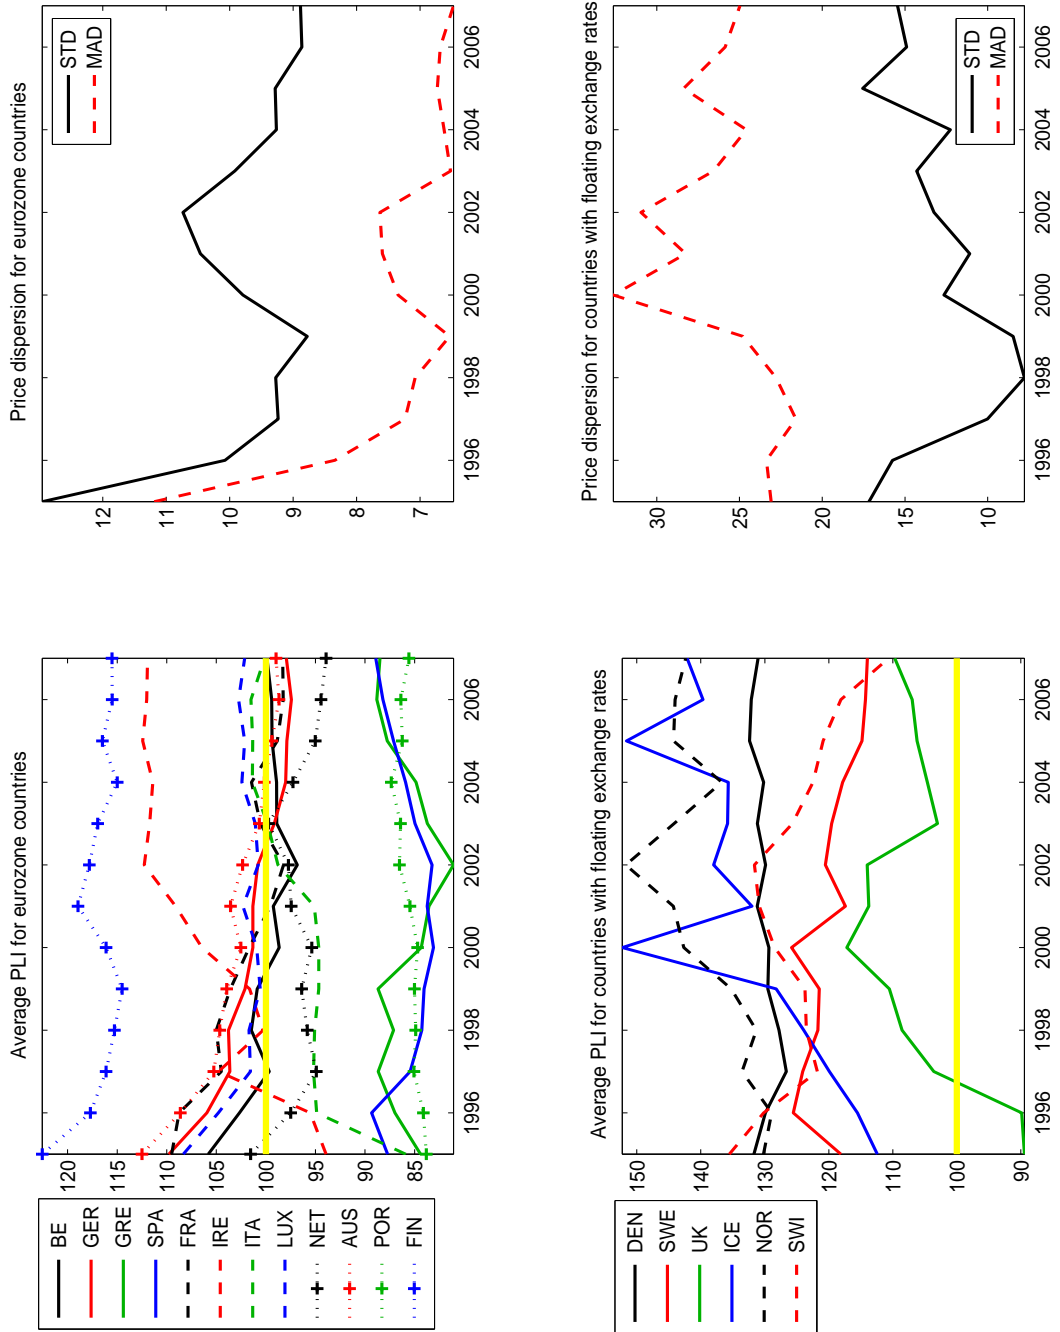 Average PLI for eurozone countries
120
115
110
105
100
95
90
85
1996
1998
2000
2002
2004
2006
BE
GER
GRE
SPA
FRA
IRE
ITA
LUX
NET
AUS
POR
FIN
Price dispersion for eurozone countries
12
11
10
9
8
7
1996
1998
2000
2002
2004
2006
STD
MAD
Average PLI for countries with floating exchange rates
150
140
130
120
110
100
90
1996
1998
2000
2002
2004
2006
DEN
SWE
UK
ICE
NOR
SWI
Price dispersion for countries with floating exchange rates
30
25
20
15
10
1996
1998
2000
2002
2004
2006
STD
MAD